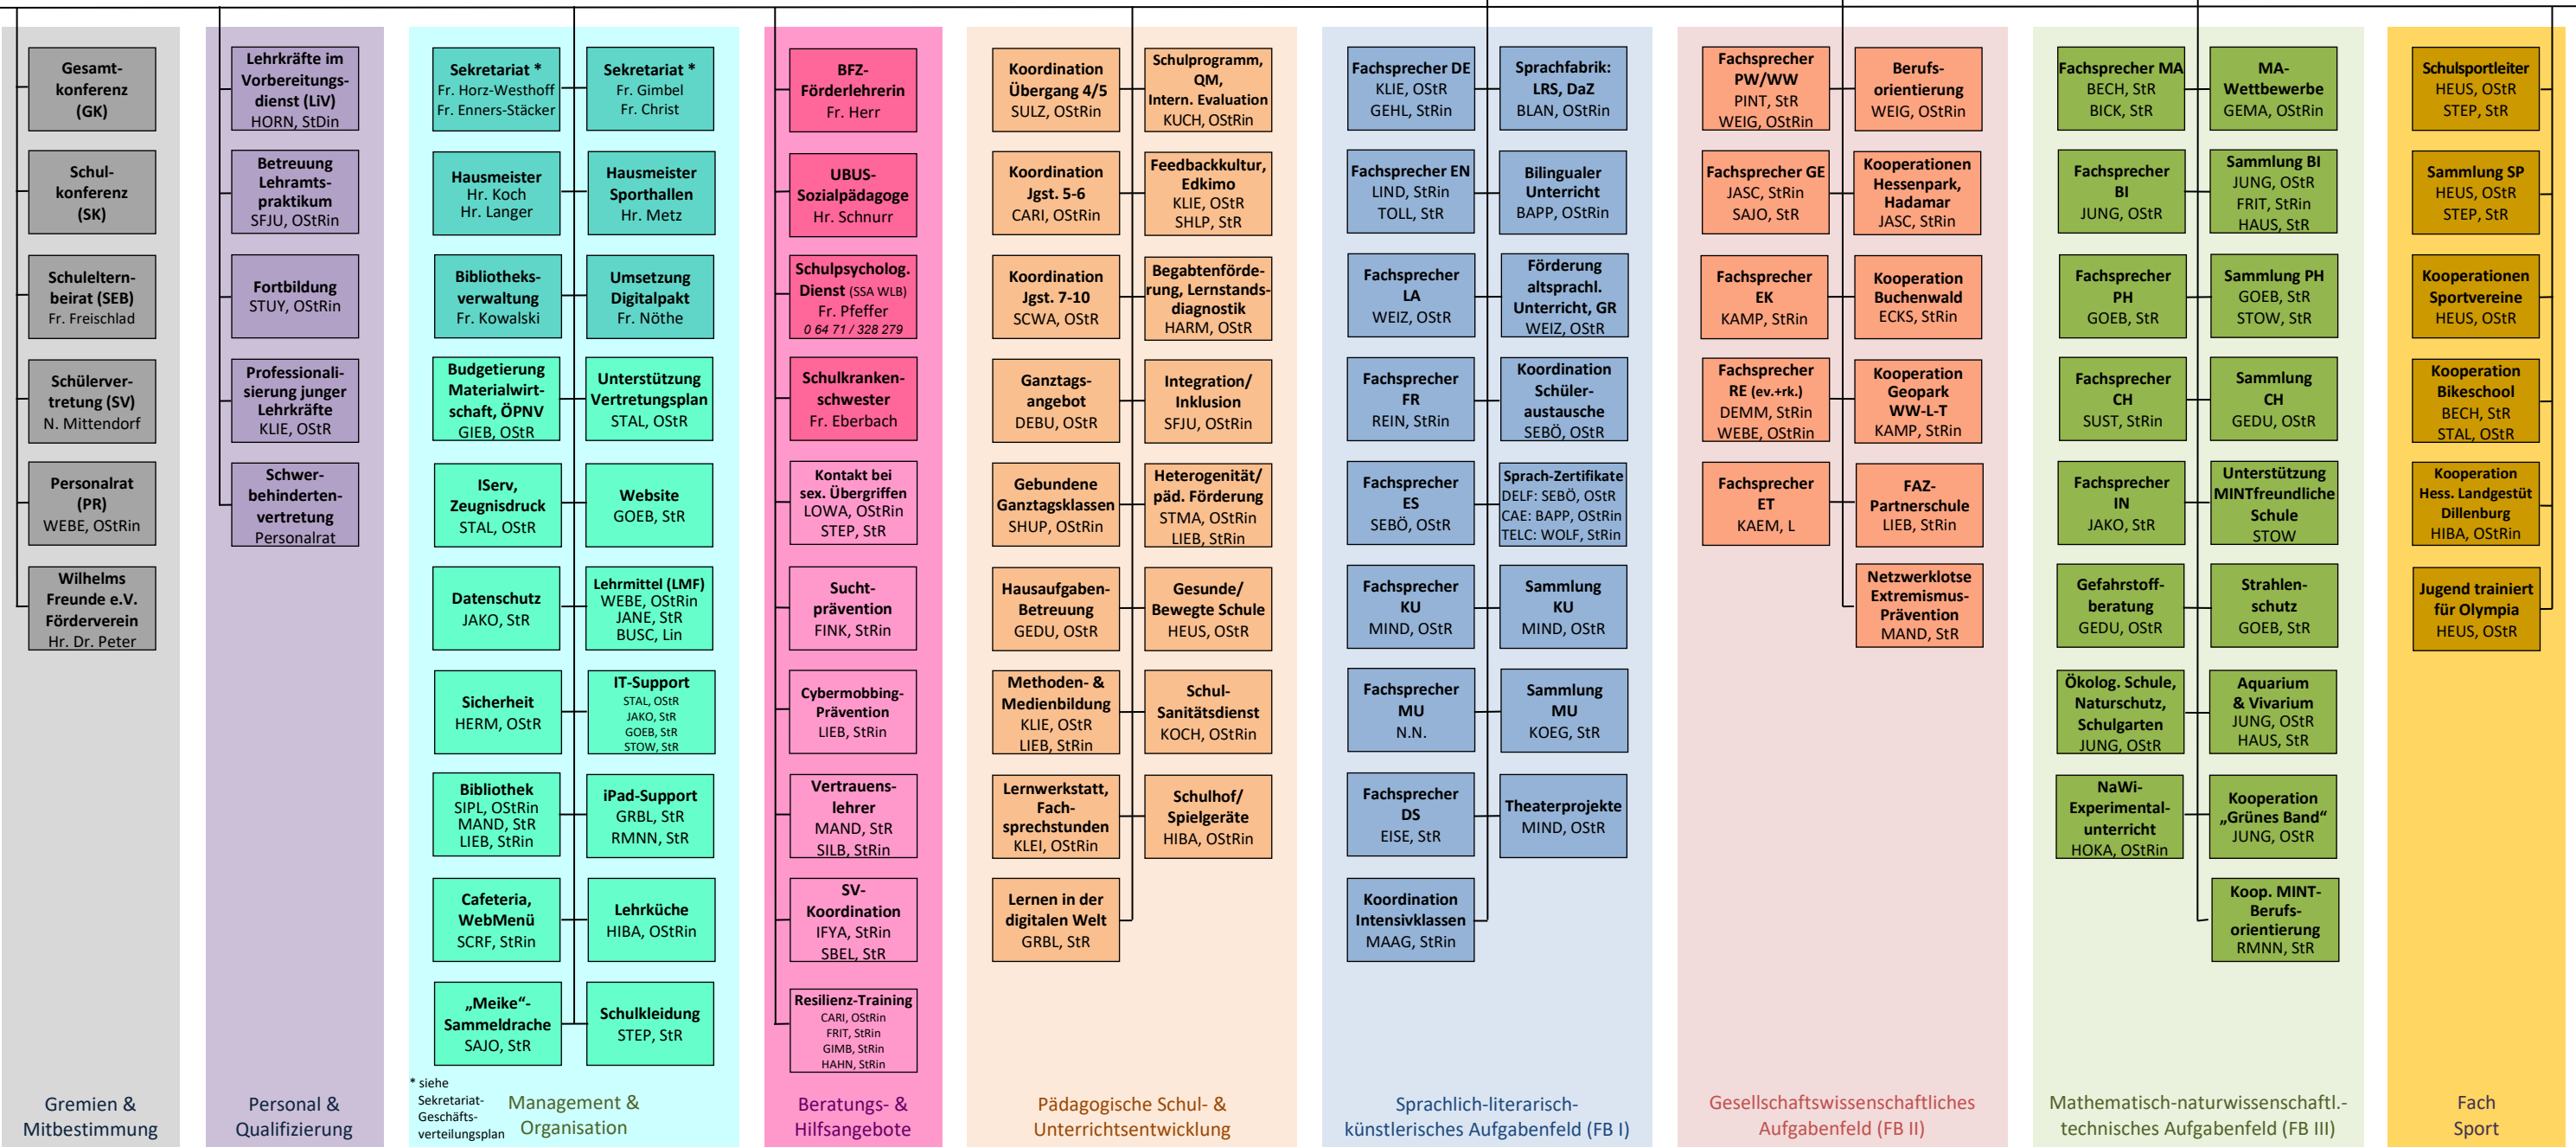 Gesamt-
konferenz
(GK)
Schul-
konferenz
(SK)
Schuleltern-
beirat (SEB)
Fr. Freischlad
Schülerver-
tretung (SV)
N. Mittendorf
Personalrat
(PR)
WEBE, OStRin
Wilhelms
Freunde e.V.
Förderverein
Hr. Dr. Peter
Gremien &
Mitbestimmung
Lehrkräfte im
Vorbereitungs-
dienst (LiV)
HORN, StDin
Betreuung
Lehramts-
praktikum
SFJU, OStRin
Fortbildung
STUY, OStRin
Professionali-
sierung junger
Lehrkräfte
KLIE, OStR
Schwer-
behinderten-
vertretung
Personalrat
Personal &
Qualifizierung
Sekretariat *
Fr. Horz-Westhoff
Fr. Enners-Stäcker
Sekretariat *
Fr. Gimbel
Fr. Christ
Hausmeister
Hr. Koch
Hr. Langer
Hausmeister
Sporthallen
Hr. Metz
Bibliotheks-
verwaltung
Fr. Kowalski
Umsetzung
Digitalpakt
Fr. Nöthe
Budgetierung
Materialwirt-
schaft, ÖPNV
GIEB, OStR
Unterstützung
Vertretungsplan
STAL, OStR
IServ,
Zeugnisdruck
STAL, OStR
Website
GOEB, StR
Datenschutz
JAKO, StR
Lehrmittel (LMF)
WEBE, OStRin
JANE, StR
BUSC, Lin
Sicherheit
HERM, OStR
IT-Support
STAL, OStR
JAKO, StR
GOEB, StR
STOW, StR
Bibliothek
SIPL, OStRin
MAND, StR
LIEB, StRin
iPad-Support
GRBL, StR
RMNN, StR
Cafeteria,
WebMenü
SCRF, StRin
Lehrküche
HIBA, OStRin
„Meike“-
Sammeldrache
SAJO, StR
Schulkleidung
STEP, StR
* siehe
Sekretariat-
Geschäfts-
verteilungsplan
Management &
Organisation
BFZ-
Förderlehrerin
Fr. Herr
UBUS-
Sozialpädagoge
Hr. Schnurr
Schulpsycholog.
Dienst (SSA WLB)
Fr. Pfeffer
0 64 71 / 328 279
Schulkranken-
schwester
Fr. Eberbach
Kontakt bei
sex. Übergriffen
LOWA, OStRin
STEP, StR
Sucht-
prävention
FINK, StRin
Cybermobbing-
Prävention
LIEB, StRin
Vertrauens-
lehrer
MAND, StR
SILB, StRin
SV-
Koordination
IFYA, StRin
SBEL, StR
Resilienz-Training
CARI, OStRin
FRIT, StRin
GIMB, StRin
HAHN, StRin
Beratungs- &
Hilfsangebote
Koordination
Übergang 4/5
SULZ, OStRin
Schulprogramm,
QM,
Intern. Evaluation
KUCH, OStRin
Koordination
Jgst. 5-6
CARI, OStRin
Feedbackkultur,
Edkimo
KLIE, OStR
SHLP, StR
Koordination
Jgst. 7-10
SCWA, OStR
Begabtenförde-
rung, Lernstands-
diagnostik
HARM, OStR
Ganztags-
angebot
DEBU, OStR
Integration/
Inklusion
SFJU, OStRin
Gebundene
Ganztagsklassen
SHUP, OStRin
Heterogenität/
päd. Förderung
STMA, OStRin
LIEB, StRin
Hausaufgaben-
Betreuung
GEDU, OStR
Gesunde/
Bewegte Schule
HEUS, OStR
Methoden- &
Medienbildung
KLIE, OStR
LIEB, StRin
Schul-
Sanitätsdienst
KOCH, OStRin
Lernwerkstatt,
Fach-
sprechstunden
KLEI, OStRin
Schulhof/
Spielgeräte
HIBA, OStRin
Lernen in der
digitalen Welt
GRBL, StR
Pädagogische Schul- &
Unterrichtsentwicklung
Fachsprecher DE
KLIE, OStR
GEHL, StRin
Sprachfabrik:
LRS, DaZ
BLAN, OStRin
Fachsprecher EN
LIND, StRin
TOLL, StR
Bilingualer
Unterricht
BAPP, OStRin
Fachsprecher
LA
WEIZ, OStR
Förderung
altsprachl.
Unterricht, GR
WEIZ, OStR
Fachsprecher
FR
REIN, StRin
Koordination
Schüler-
austausche
SEBÖ, OStR
Fachsprecher
ES
SEBÖ, OStR
Sprach-Zertifikate
DELF: SEBÖ, OStR
CAE: BAPP, OStRin
TELC: WOLF, StRin
Fachsprecher
KU
MIND, OStR
Sammlung
KU
MIND, OStR
Fachsprecher
MU
N.N.
Sammlung
MU
KOEG, StR
Fachsprecher
DS
EISE, StR
Theaterprojekte
MIND, OStR
Koordination
Intensivklassen
MAAG, StRin
Sprachlich-literarisch-
künstlerisches Aufgabenfeld (FB I)
Fachsprecher
PW/WW
PINT, StR
WEIG, OStRin
Berufs-
orientierung
WEIG, OStRin
Fachsprecher GE
JASC, StRin
SAJO, StR
Kooperationen
Hessenpark,
Hadamar
JASC, StRin
Fachsprecher
EK
KAMP, StRin
Kooperation
Buchenwald
ECKS, StRin
Fachsprecher
RE (ev.+rk.)
DEMM, StRin
WEBE, OStRin
Kooperation
Geopark
WW-L-T
KAMP, StRin
Fachsprecher
ET
KAEM, L
FAZ-
Partnerschule
LIEB, StRin
Netzwerklotse
Extremismus-
Prävention
MAND, StR
Gesellschaftswissenschaftliches
Aufgabenfeld (FB II)
Fachsprecher MA
BECH, StR
BICK, StR
MA-
Wettbewerbe
GEMA, OStRin
Fachsprecher
BI
JUNG, OStR
Sammlung BI
JUNG, OStR
FRIT, StRin
HAUS, StR
Fachsprecher
PH
GOEB, StR
Sammlung PH
GOEB, StR
STOW, StR
Fachsprecher
CH
SUST, StRin
Sammlung
CH
GEDU, OStR
Fachsprecher
IN
JAKO, StR
Unterstützung
MINTfreundliche
Schule
STOW
Gefahrstoff-
beratung
GEDU, OStR
Strahlen-
schutz
GOEB, StR
Ökolog. Schule,
Naturschutz,
Schulgarten
JUNG, OStR
Aquarium
& Vivarium
JUNG, OStR
HAUS, StR
NaWi-
Experimental-
unterricht
HOKA, OStRin
Kooperation
„Grünes Band“
JUNG, OStR
Koop. MINT-
Berufs-
orientierung
RMNN, StR
Mathematisch-naturwissenschaftl.-
technisches Aufgabenfeld (FB III)
Schulsportleiter
HEUS, OStR
STEP, StR
Sammlung SP
HEUS, OStR
STEP, StR
Kooperationen
Sportvereine
HEUS, OStR
Kooperation
Bikeschool
BECH, StR
STAL, OStR
Kooperation
Hess. Landgestüt
Dillenburg
HIBA, OStRin
Jugend trainiert
für Olympia
HEUS, OStR
Fach
Sport